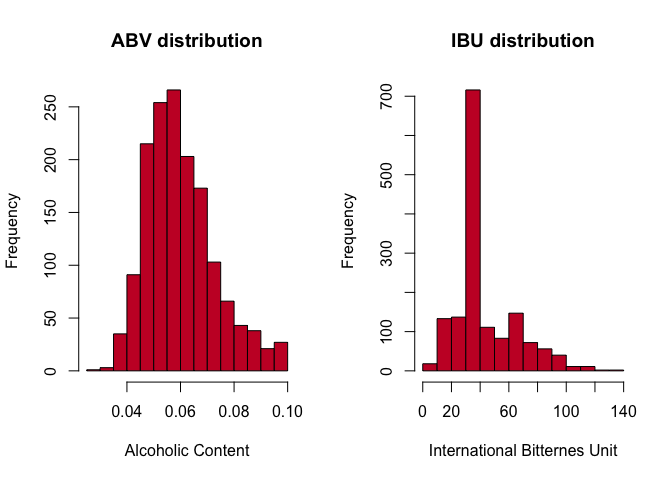 ABV distribution
Frequency
0 50 100 150 200 250
0.04 0.06 0.08 0.10
Alcoholic Content
IBU distribution
Frequency
100 300 500 700
0
0 20 60 100 140
International Bitternes Unit